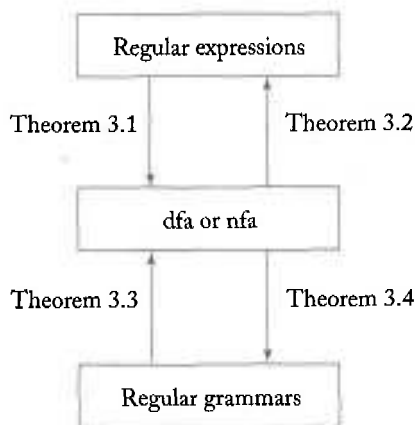 Regular expressions
Theorem 3.1
Theorem 3.2
dfa or nfa
Theorem 3.3
Theorem 3.4
Regular grammars